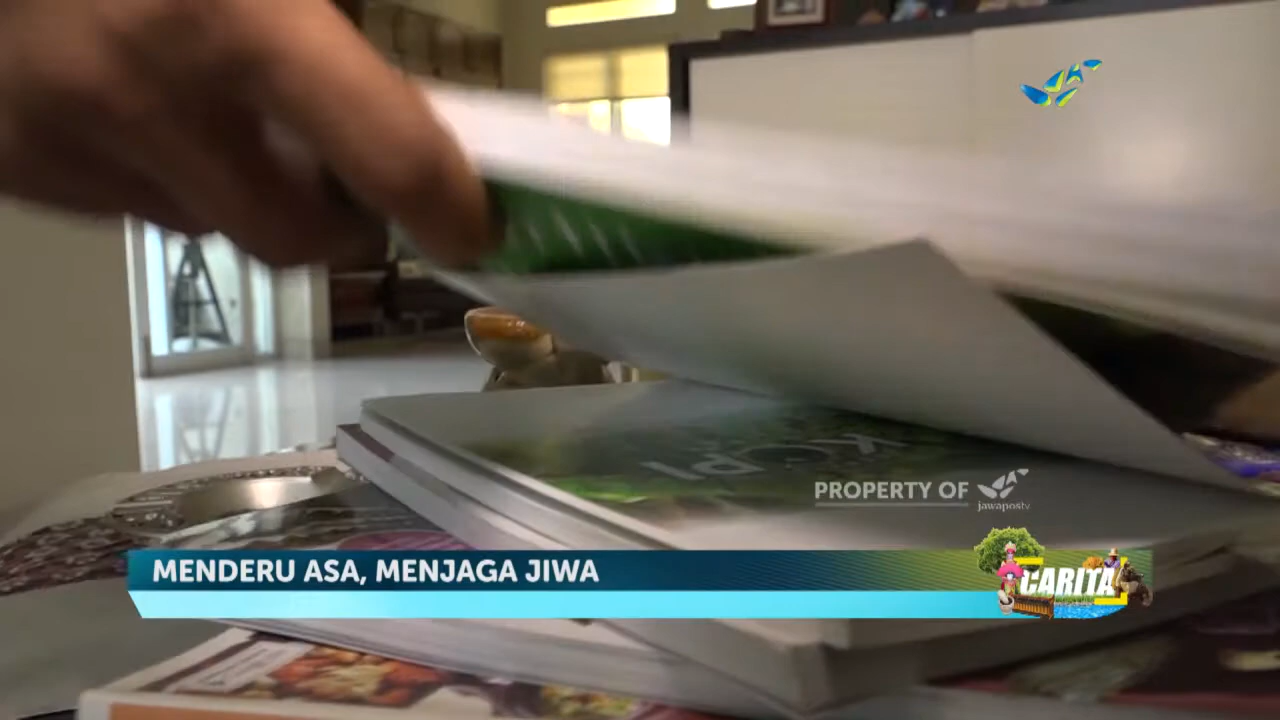 PROPERTY OF
jawapostv
KOPI
MENDERU ASA, MENJAGA JIWA
CARITA